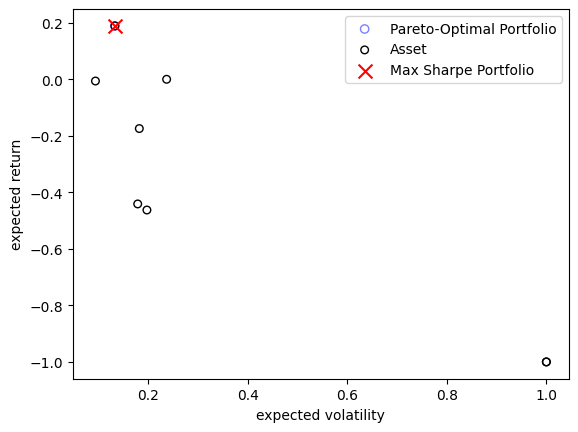 0.2
0.0
−0.2
−0.4
−0.6
−0.8
−1.0
expected return
Pareto-Optimal Portfolio
Asset
Max Sharpe Portfolio
0.2
0.4
0.6
0.8
1.0
expected volatility